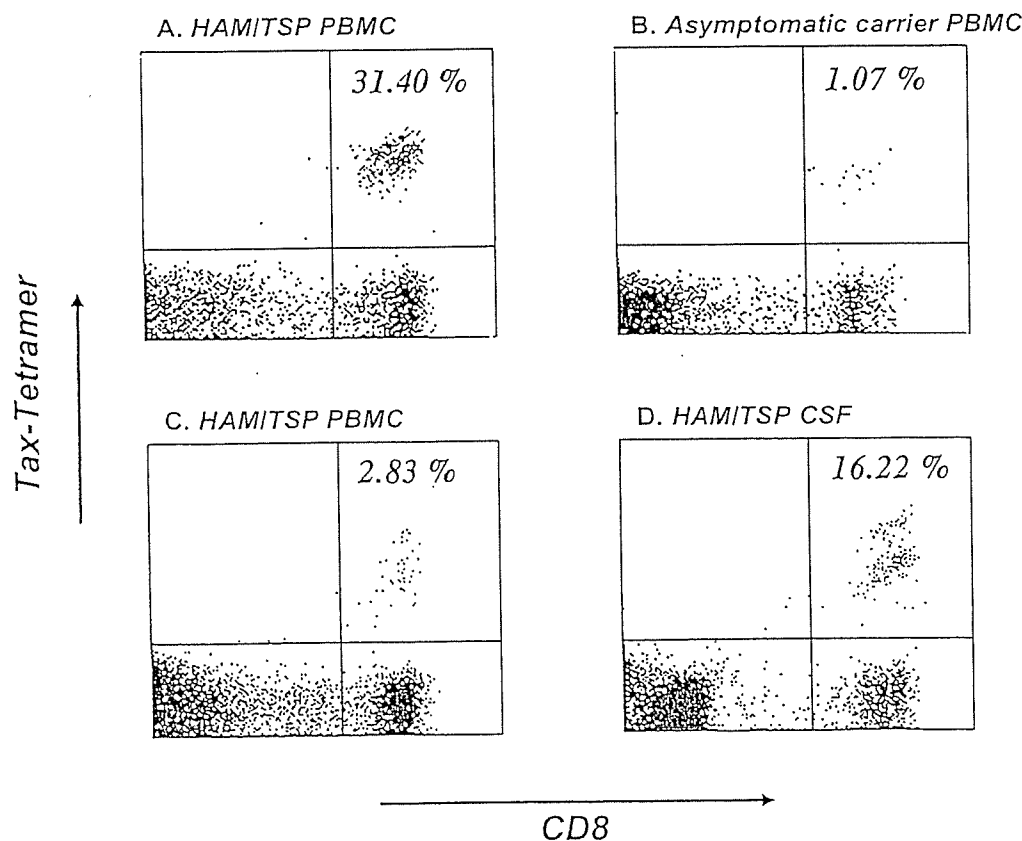 A. HAM/TSP PBMC
31.40 %
B. Asymptomatic carrier PBMC
1.07 %
C. HAM/TSP PBMC
2.83 %
D. HAM/TSP CSF
16.22 %
Tax-Tetramer
CD8